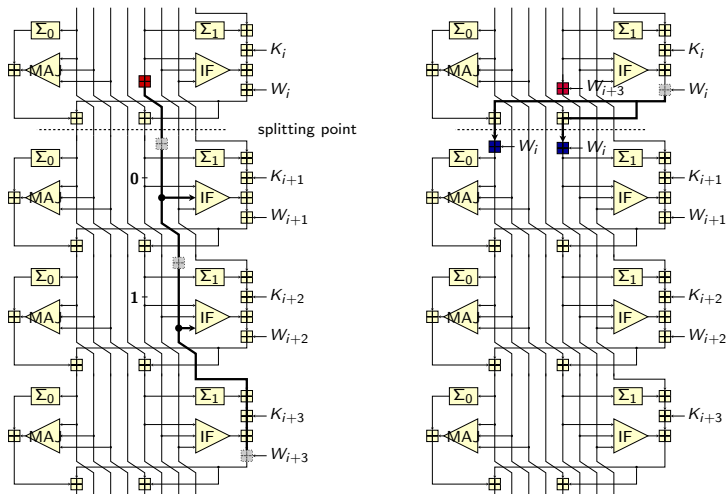 Σ0 Σ1 Ki
MAJ IF
Wi
splitting point
Σ0 Σ1
0 Ki+1
MAJ IF
Wi+1
Σ0 Σ1
1 Ki+2
MAJ IF
Wi+2
Σ0 Σ1
Ki+3
MAJ IF
Wi+3
Σ0 Σ1 Ki
MAJ IF
Wi+3 Wi
Wi Wi
Σ0 Σ1
Ki+1
MAJ IF
Wi+1
Σ0 Σ1
Ki+2
MAJ IF
Wi+2
Σ0 Σ1
Ki+3
MAJ IF